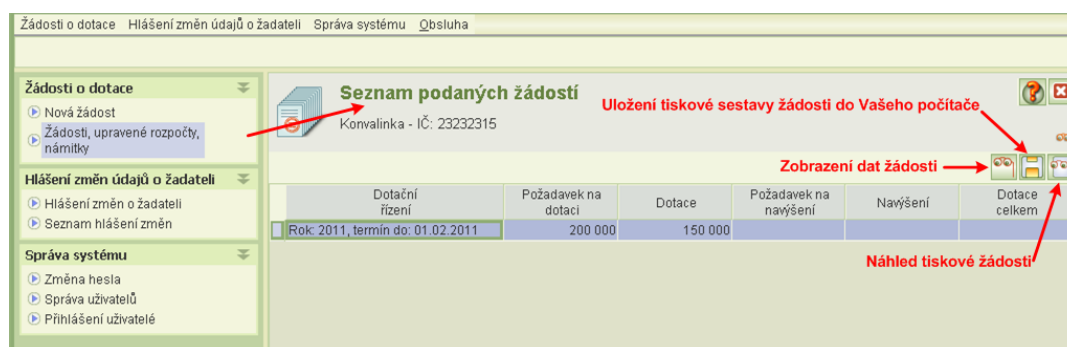 Žádosti o dotace Hlášení změn údajů o žadateli Správa systému Obsluha
Žádosti o dotace
Nová žádost
Žádosti, upravené rozpočty,
námitky
Hlášení změn údajů o žadateli
Hlášení změn o žadateli
Seznam hlášení změn
Správa systému
Změna hesla
Správa uživatelů
Přihlášení uživatelé
Seznam podaných žádostí
Konvalinka - IČ: 23232315
Uložení tiskové sestavy žádosti do Vašeho počítače
Zobrazení dat žádosti
Dotační
řízení
Požadavek na
dotaci
Dotace
Požadavek na
navýšení
Navýšení
Dotace
celkem
Rok: 2011, termín do: 01.02.2011 200 000 150 000
Náhled tiskové žádosti